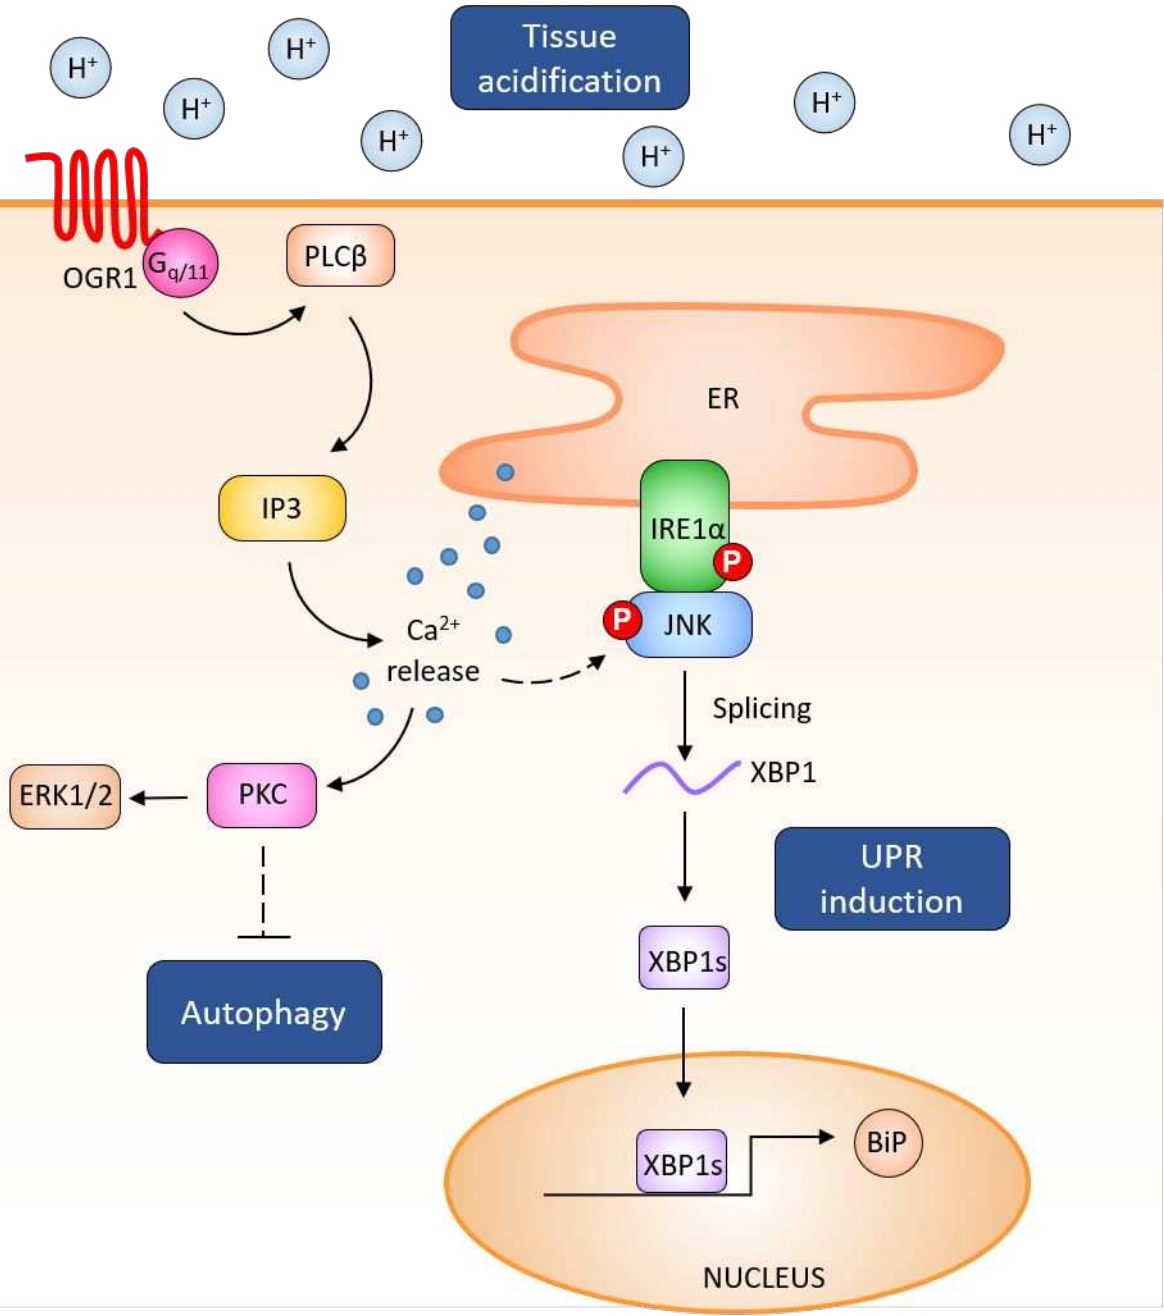 Tissue
acidification
H⁺
H⁺
H⁺
H⁺
H⁺
H⁺
H⁺
OGR1
Gq/11
PLCβ
ER
IP3
IRE1α
P
P
JNK
Ca²⁺
release
Splicing
XBP1
ERK1/2
PKC
UPR
induction
XBP1s
Autophagy
XBP1s
BiP
NUCLEUS